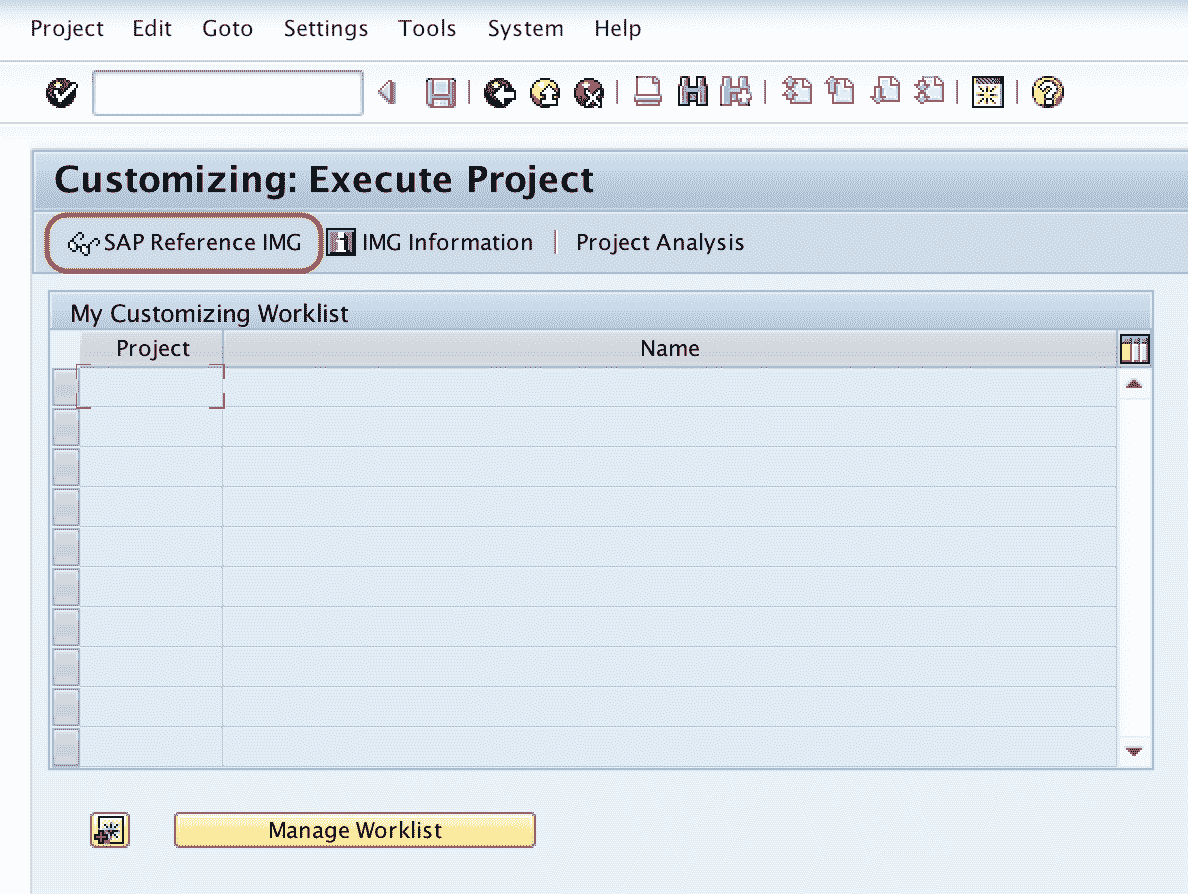 Project Edit Goto Settings Tools System Help
Customizing: Execute Project
SAP Reference IMG IMG Information Project Analysis
My Customizing Worklist
Project Name
Manage Worklist